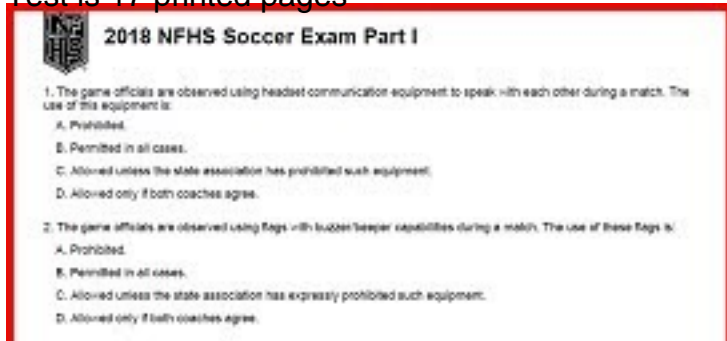 Test is 17 printed pages
NFHS
2018 NFHS Soccer Exam Part I
1. The game officials are observed using headset communication equipment to speak with each other during a match. The
use of this equipment is:
A. Prohibited.
B. Permitted in all cases.
C. Allowed unless the state association has prohibited such equipment.
D. Allowed only if both coaches agree.
2. The game officials are observed using flags with buzzer/beeper capabilities during a match. The use of these flags is:
A. Prohibited.
B. Permitted in all cases.
C. Allowed unless the state association has expressly prohibited such equipment.
D. Allowed only if both coaches agree.